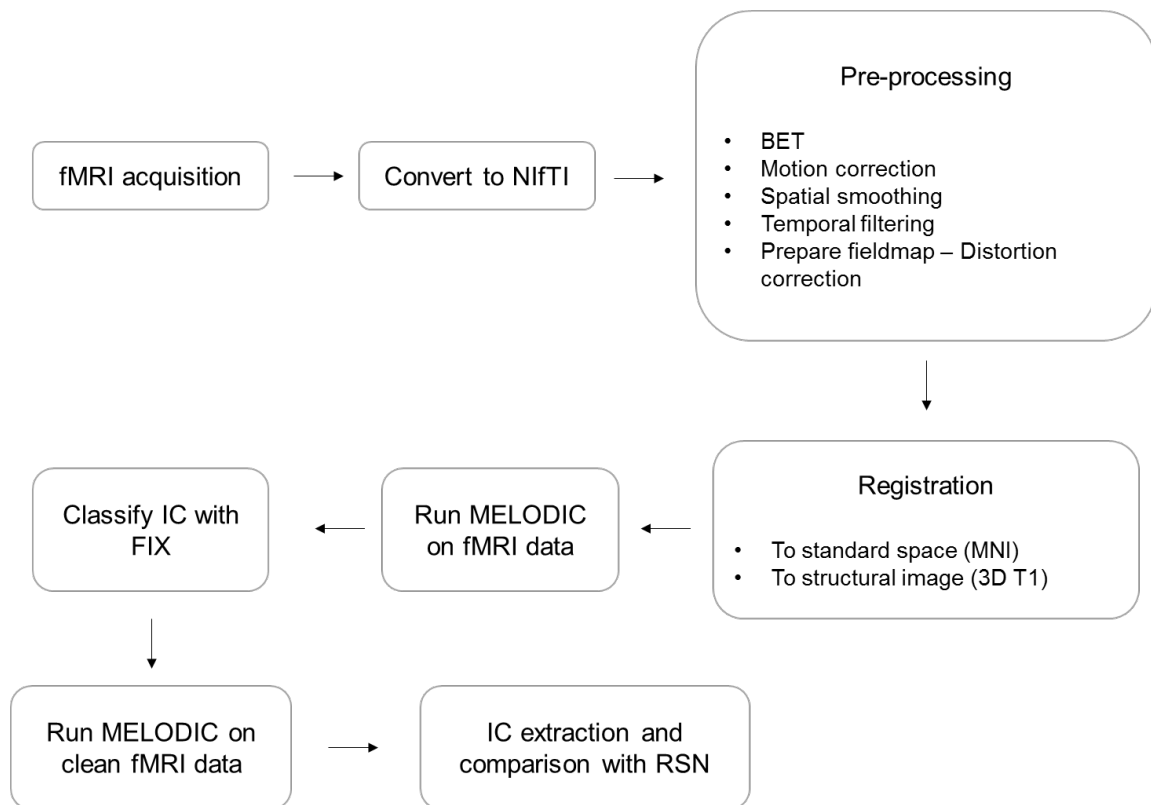 fMRI acquisition
Convert to NIfTI
Pre-processing
• BET
• Motion correction
• Spatial smoothing
• Temporal filtering
• Prepare fieldmap – Distortion
correction
Registration
• To standard space (MNI)
• To structural image (3D T1)
Run MELODIC
on fMRI data
Classify IC with
FIX
Run MELODIC on
clean fMRI data
IC extraction and
comparison with RSN